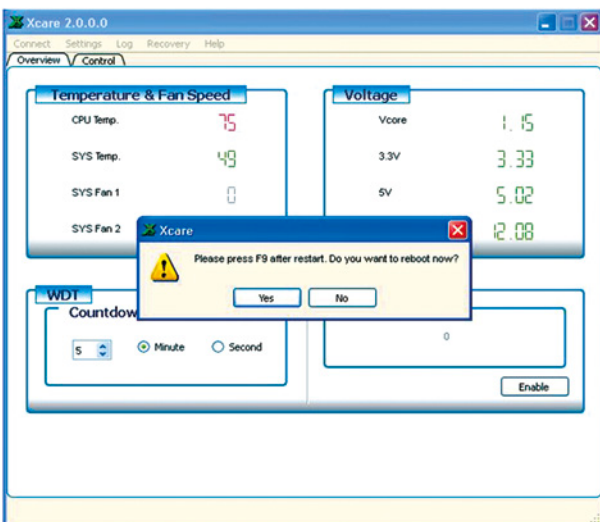 Xcare 2.0.0.0
Connect Settings Log Recovery Help
Overview Control
Temperature & Fan Speed
CPU Temp. 75
SYS Temp. 49
SYS Fan 1 0
SYS Fan 2
Voltage
Vcore 1.15
3.3V 3.33
5V 5.02
12.08
Xcare
Please press F9 after restart. Do you want to reboot now?
Yes No
WDT
Countdow
5 Minute Second
0
Enable